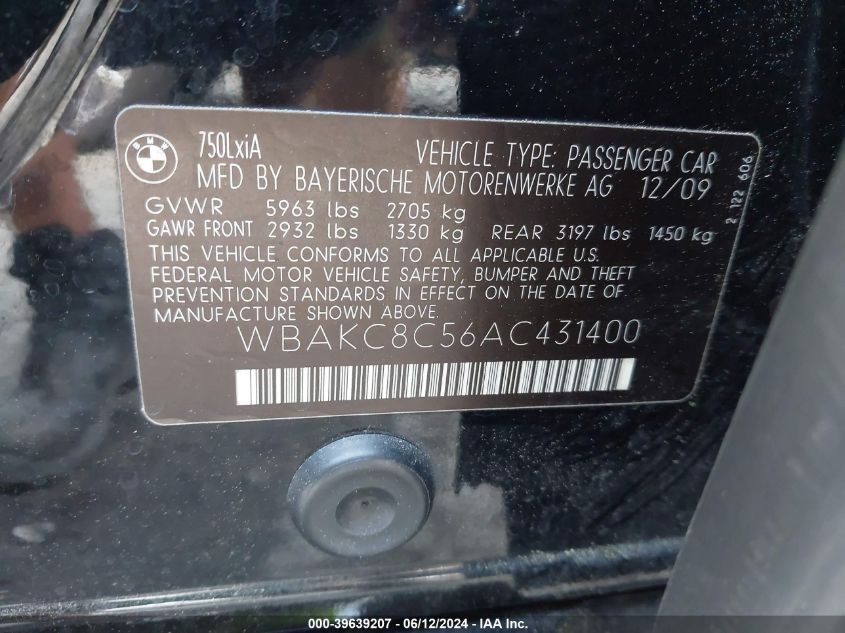 BMW
750LxiA VEHICLE TYPE: PASSENGER CAR
MFD BY BAYERISCHE MOTORENWERKE AG 12/09
GVWR 5963 lbs 2705 kg
GAWR FRONT 2932 lbs 1330 kg REAR 3197 lbs 1450 kg
THIS VEHICLE CONFORMS TO ALL APPLICABLE U.S.
FEDERAL MOTOR VEHICLE SAFETY, BUMPER AND THEFT
PREVENTION STANDARDS IN EFFECT ON THE DATE OF
MANUFACTURE SHOWN ABOVE.
WBAKC8C56AC431400
2 122 606
000-39639207 - 06/12/2024 - IAA Inc.